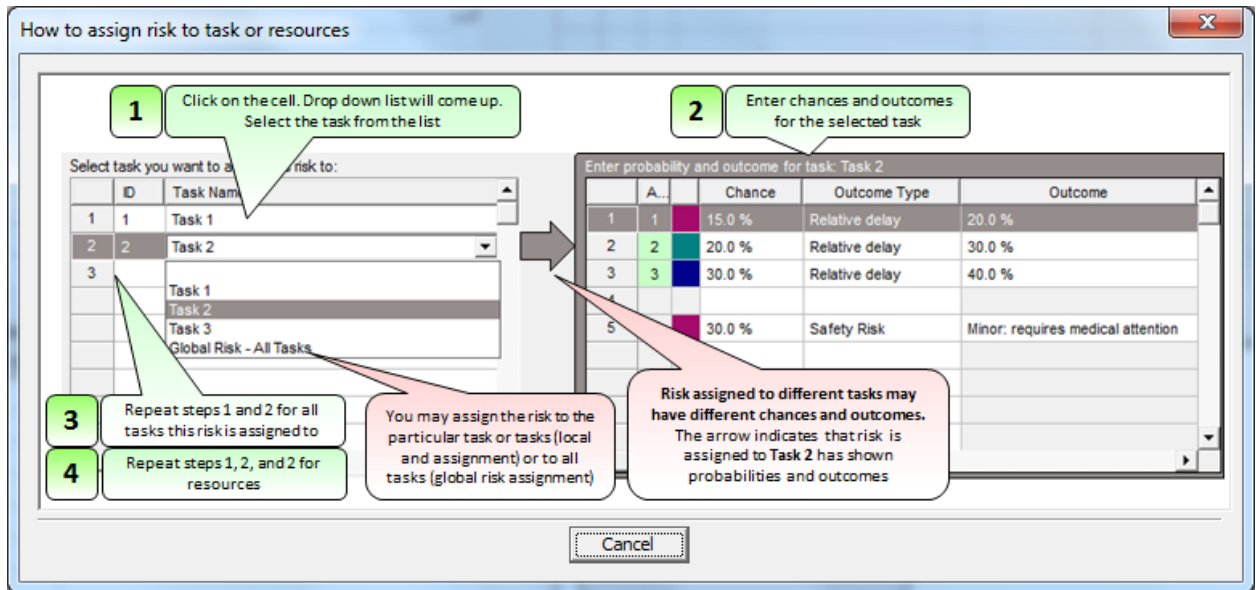 How to assign risk to task or resources
X
1
Click on the cell. Drop down list will come up.
Select the task from the list
2
Enter chances and outcomes
for the selected task
Select task you want to a risk to:
ID Task Nam
1 1 Task 1
2 2 Task 2
3
Task 1
Task 2
Task 3
Global Risk - All Tasks
Enter probability and outcome for task: Task 2
A... Chance Outcome Type Outcome
1 1 15.0 % Relative delay 20.0 %
2 2 20.0 % Relative delay 30.0 %
3 3 30.0 % Relative delay 40.0 %
5 30.0 % Safety Risk Minor: requires medical attention
3
Repeat steps 1 and 2 for all
tasks this risk is assigned to
4
Repeat steps 1, 2, and 2 for
resources
You may assign the risk to the
particular task or tasks (local
and assignment) or to all
tasks (global risk assignment)
Risk assigned to different tasks may
have different chances and outcomes.
The arrow indicates that risk is
assigned to Task 2 has shown
probabilities and outcomes
Cancel